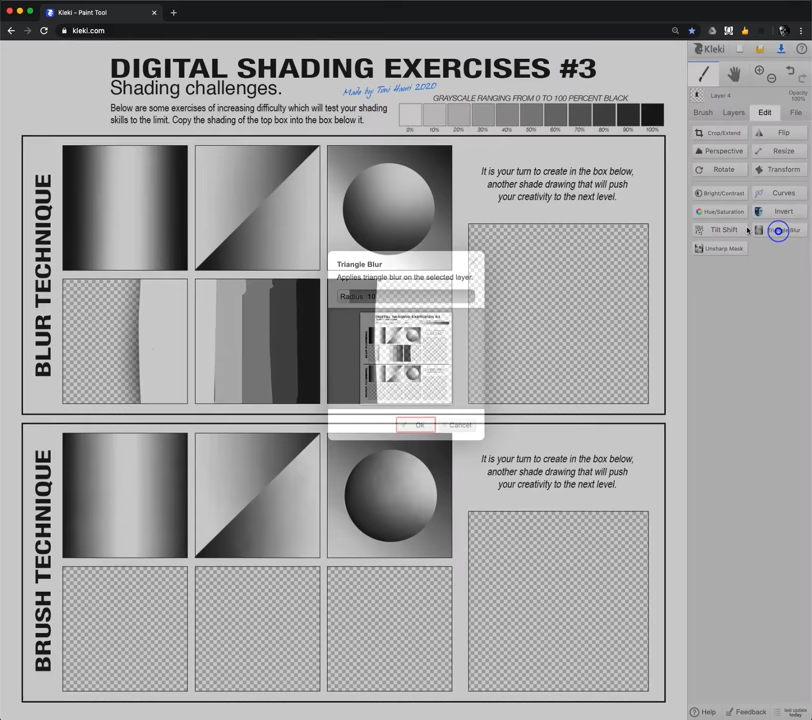 Kleki - Paint Tool
kleki.com
Kleki
DIGITAL SHADING EXERCISES #3
Shading challenges.
Made by Toni Itauri 2020
Below are some exercises of increasing difficulty which will test your shading
skills to the limit. Copy the shading of the top box into the box below it.
GRAYSCALE RANGING FROM 0 TO 100 PERCENT BLACK
0% 10% 20% 30% 40% 50% 60% 70% 80% 90% 100%
BLUR TECHNIQUE
It is your turn to create in the box below,
another shade drawing that will push
your creativity to the next level.
Triangle Blur
Applies triangle blur on the selected layer.
Radius 10
Ok
Cancel
BRUSH TECHNIQUE
It is your turn to create in the box below,
another shade drawing that will push
your creativity to the next level.
Layer 4
Opacity
100%
Brush Layers Edit File
Crop/Extend Flip
Perspective Resize
Rotate Transform
Bright/Contrast Curves
Hue/Saturation Invert
Tilt Shift Triangle Blur
Unsharp Mask
Help Feedback last update
today